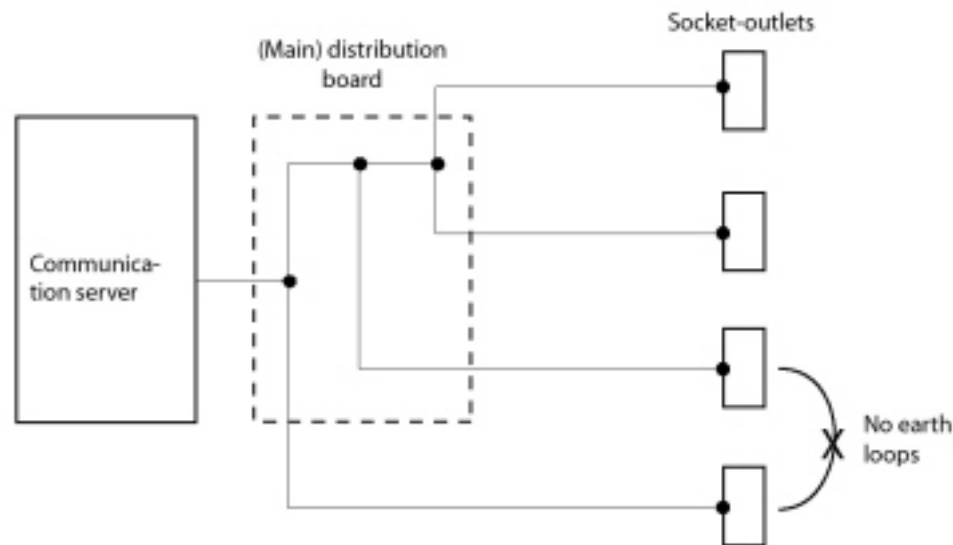 Socket-outlets
(Main) distribution
board
Communica-
tion server
No earth
loops